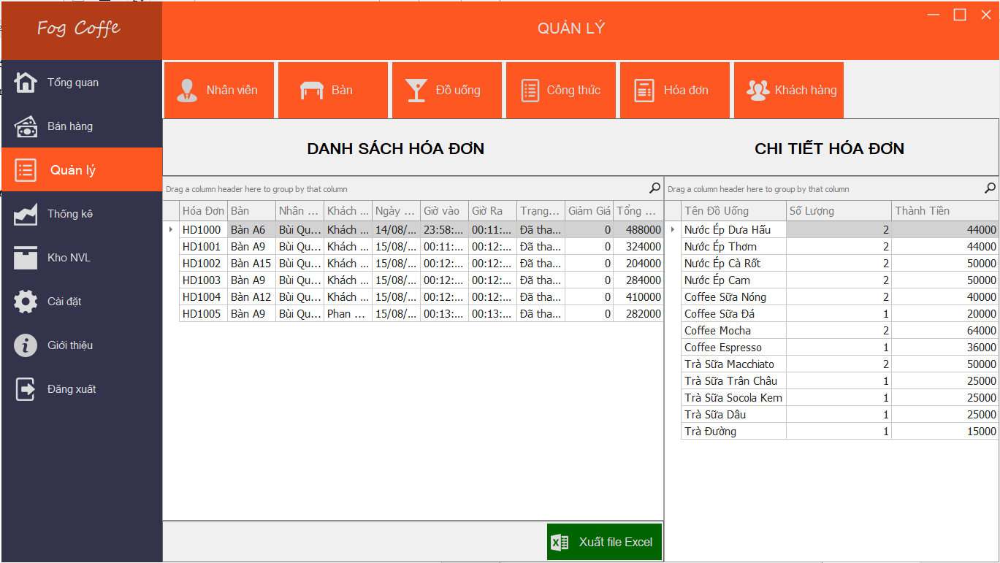 Fog Coffe
QUẢN LÝ
Tổng quan
Bán hàng
Quản lý
Thống kê
Kho NVL
Cài đặt
Giới thiệu
Đăng xuất
Nhân viên
Bàn
Đồ uống
Công thức
Hóa đơn
Khách hàng
DANH SÁCH HÓA ĐƠN
Drag a column header here to group by that column
Hóa Đơn Bàn Nhân ... Khách ... Ngày ... Giờ vào Giờ Ra Trạng... Giảm Giá Tổng ...
HD1000 Bàn A6 Bùi Qu... Khách ... 14/08/... 23:58:... 00:11:... Đã tha... 0 488000
HD1001 Bàn A9 Bùi Qu... Khách ... 15/08/... 00:11:... 00:12:... Đã tha... 0 324000
HD1002 Bàn A15 Bùi Qu... Khách ... 15/08/... 00:12:... 00:12:... Đã tha... 0 204000
HD1003 Bàn A9 Bùi Qu... Khách ... 15/08/... 00:12:... 00:12:... Đã tha... 0 284000
HD1004 Bàn A12 Bùi Qu... Khách ... 15/08/... 00:12:... 00:12:... Đã tha... 0 410000
HD1005 Bàn A9 Bùi Qu... Phan ... 15/08/... 00:13:... 00:13:... Đã tha... 0 282000
Xuất file Excel
CHI TIẾT HÓA ĐƠN
Drag a column header here to group by that column
Tên Đồ Uống Số Lượng Thành Tiền
Nước Ép Dưa Hấu 2 44000
Nước Ép Thơm 2 44000
Nước Ép Cà Rốt 2 50000
Nước Ép Cam 2 50000
Coffee Sữa Nóng 2 40000
Coffee Sữa Đá 1 20000
Coffee Mocha 2 64000
Coffee Espresso 1 36000
Trà Sữa Macchiato 2 50000
Trà Sữa Trân Châu 1 25000
Trà Sữa Socola Kem 1 25000
Trà Sữa Dâu 1 25000
Trà Đường 1 15000